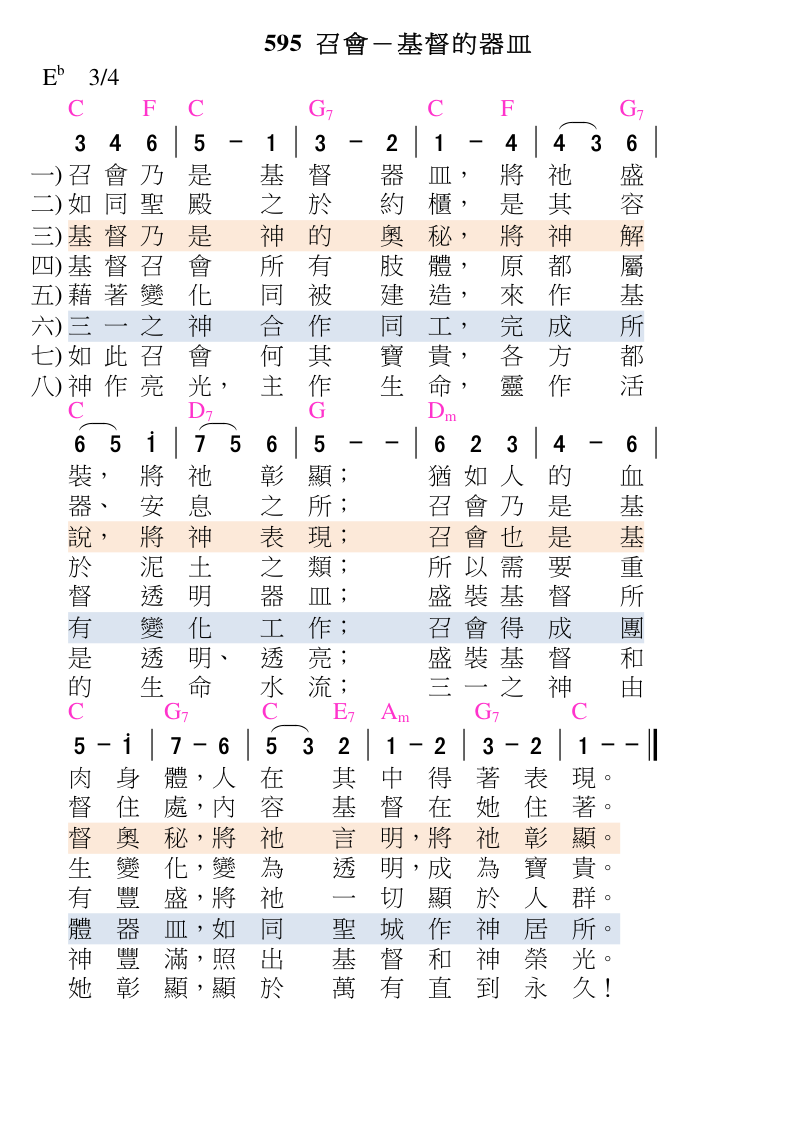 595 召會－基督的器皿
E♭ 3/4
C F C G7 C F G7
3 4 6 | 5 － 1 | 3 － 2 | 1 － 4 | 4 3 6 |
一) 召會乃是基督器皿，將祂盛
二) 如同聖殿之於約櫃，是其容
三) 基督乃是神的奧秘，將神解
四) 基督召會所有肢體，原都屬
五) 藉著變化同被建造，來作基
六) 三一之神合作同工，完成所
七) 如此召會何其寶貴，各方都
八) 神作亮光，主作生命，靈作活
C D7 G Dm
6 5 i | 7 5 6 | 5 － － | 6 2 3 | 4 － 6 |
裝，將祂彰顯；猶如人的血
器、安息之所；召會乃是基
說，將神表現；召會也是基
於泥土之類；所以需要重
督透明器皿；盛裝基督所
有變化工作；召會得成團
是透明、透亮；盛裝基督和
的生命水流；三一之神由
C G7 C E7 Am G7 C
5 － i | 7 － 6 | 5 3 2 | 1 － 2 | 3 － 2 | 1 － － ‖
肉身體，人在其中得著表現。
督住處，內容基督在她住著。
督奧秘，將祂言明，將祂彰顯。
生變化，變為透明，成為寶貴。
有豐盛，將祂一切顯於人群。
體器皿，如同聖城作神居所。
神豐滿，照出基督和神榮光。
她彰顯，顯於萬有直到永久！